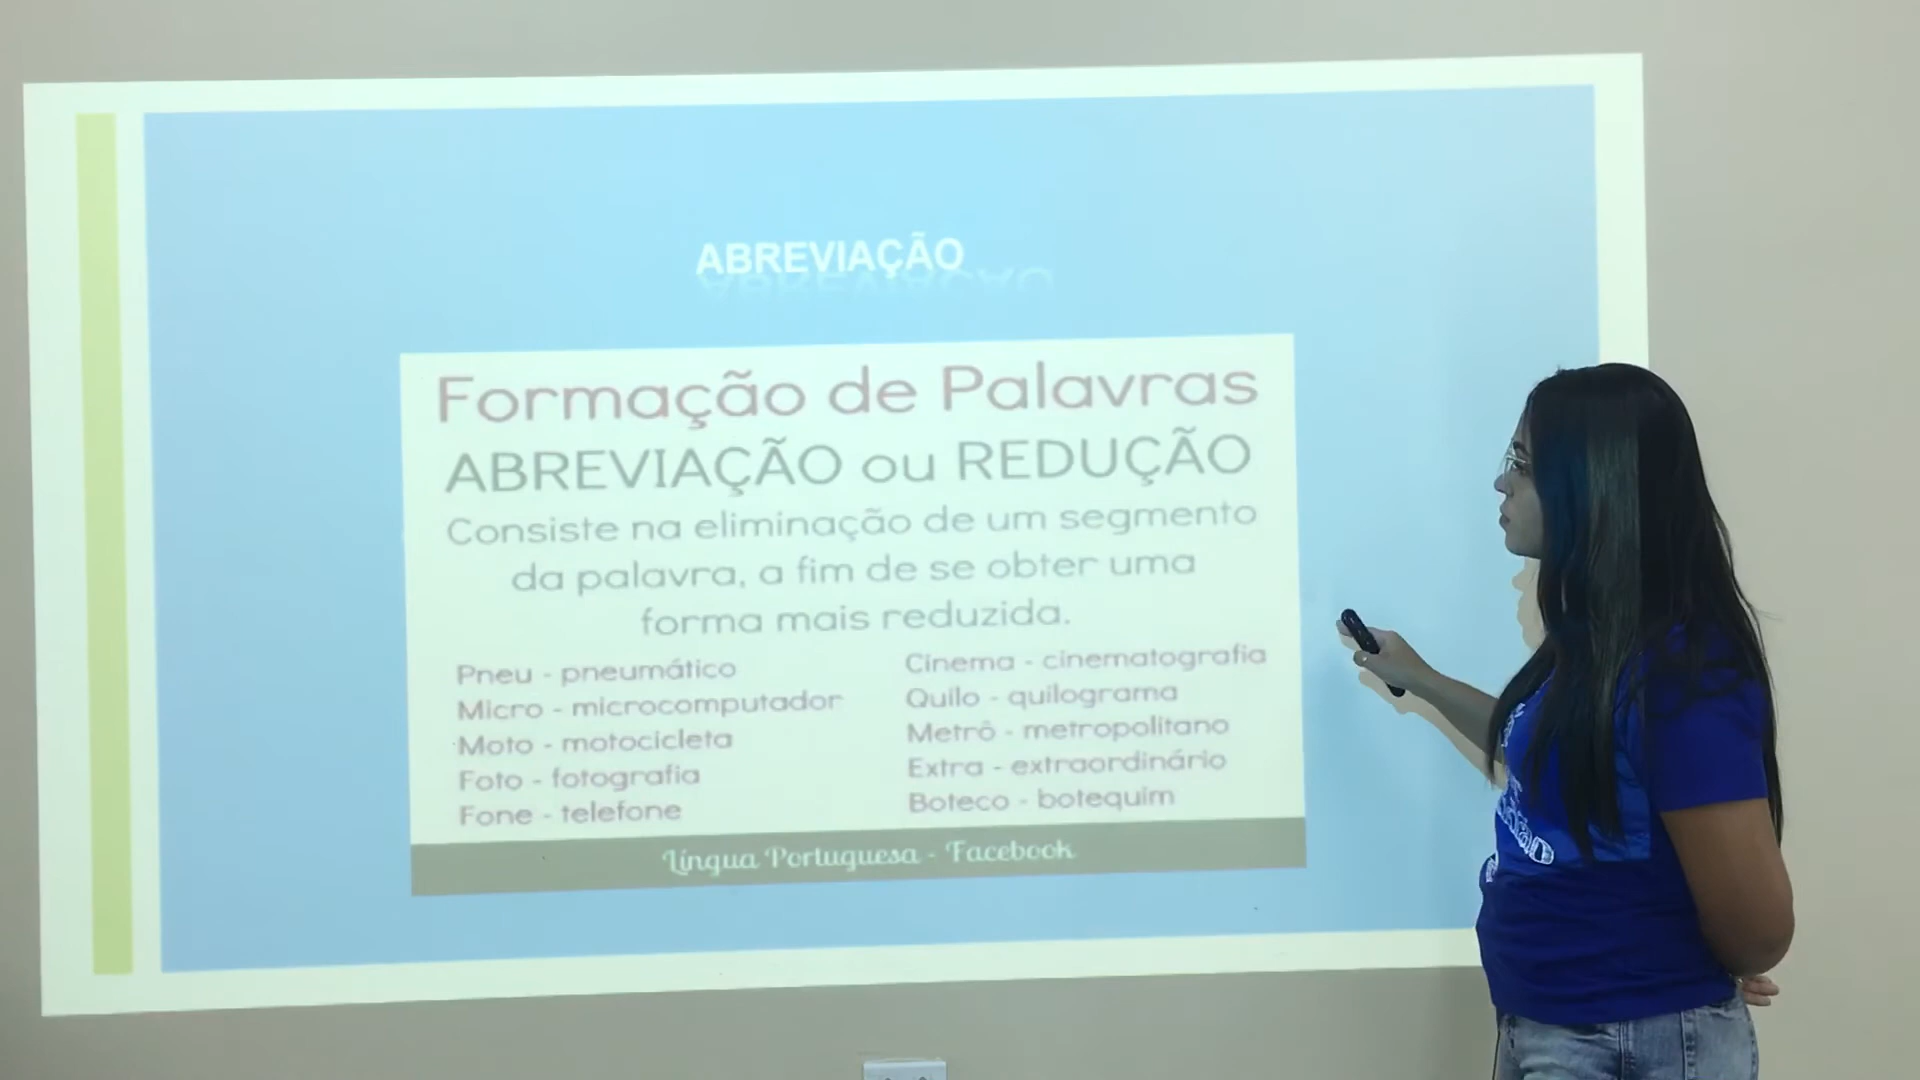 ABREVIAÇÃO
Formação de Palavras
ABREVIAÇÃO ou REDUÇÃO
Consiste na eliminação de um segmento
da palavra, a fim de se obter uma
forma mais reduzida.
Pneu - pneumático
Micro - microcomputador
Moto - motocicleta
Foto - fotografia
Fone - telefone
Cinema - cinematografia
Quilo - quilograma
Metrô - metropolitano
Extra - extraordinário
Boteco - botequim
Língua Portuguesa - Facebook